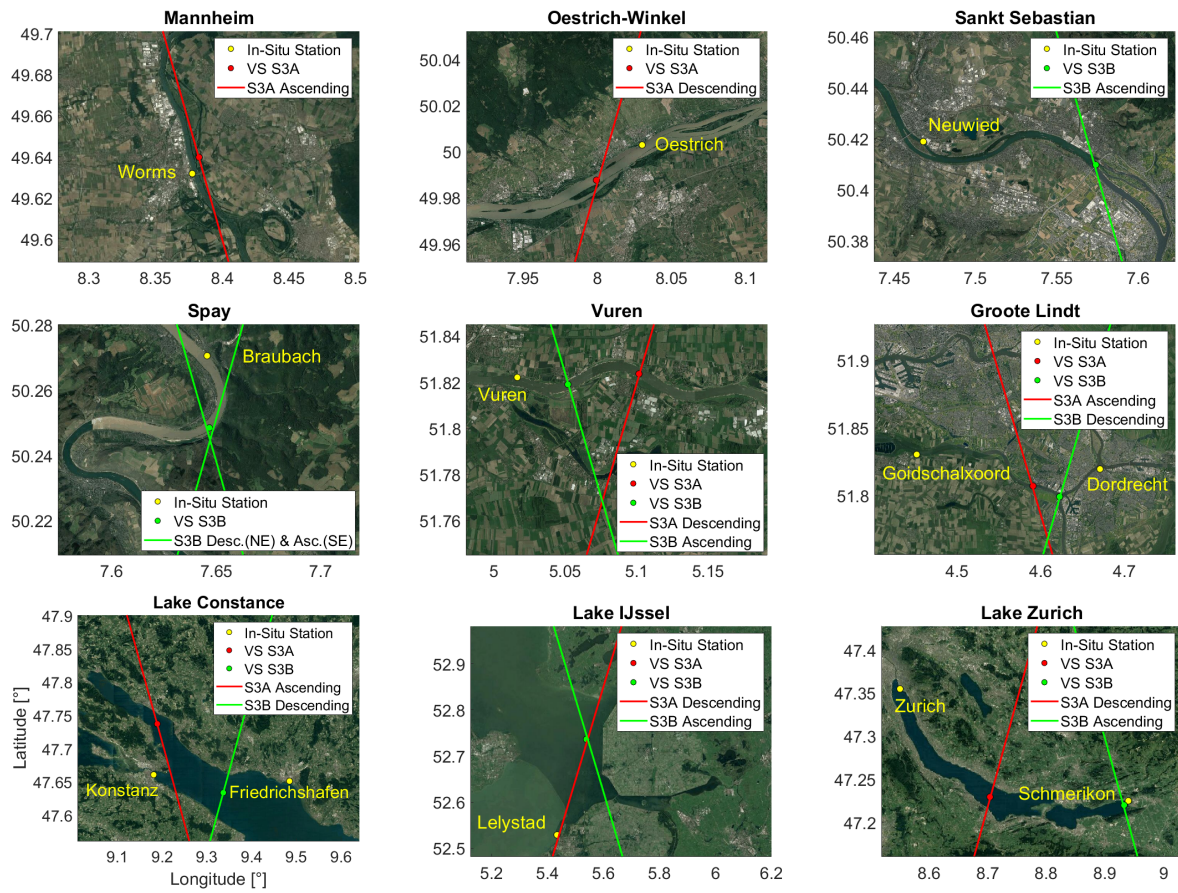 Mannheim
49.7
49.68
49.66
49.64
49.62
49.6
In-Situ Station
VS S3A
S3A Ascending
Worms
8.3 8.35 8.4 8.45 8.5
Oestrich-Winkel
50.04
50.02
50
49.98
49.96
In-Situ Station
VS S3A
S3A Descending
Oestrich
7.95 8 8.05 8.1
Sankt Sebastian
50.46
50.44
50.42
50.4
50.38
In-Situ Station
VS S3B
S3B Ascending
Neuwied
7.45 7.5 7.55 7.6
Spay
50.28
50.26
50.24
50.22
Braubach
In-Situ Station
VS S3B
S3B Desc.(NE) & Asc.(SE)
7.6 7.65 7.7
Vuren
51.84
51.82
51.8
51.78
51.76
Vuren
In-Situ Station
VS S3A
VS S3B
S3A Descending
S3B Ascending
5 5.05 5.1 5.15
Groote Lindt
51.9
51.85
51.8
In-Situ Station
VS S3A
VS S3B
S3A Ascending
S3B Descending
Goidschalxoord
Dordrecht
4.5 4.6 4.7
Lake Constance
47.9
47.85
47.8
47.75
47.7
47.65
47.6
In-Situ Station
VS S3A
VS S3B
S3A Ascending
S3B Descending
Konstanz
Friedrichshafen
9.1 9.2 9.3 9.4 9.5 9.6
Latitude [°]
Longitude [°]
Lake IJssel
52.9
52.8
52.7
52.6
52.5
In-Situ Station
VS S3A
VS S3B
S3A Descending
S3B Ascending
Lelystad
5.2 5.4 5.6 5.8 6 6.2
Lake Zurich
47.4
47.35
47.3
47.25
47.2
In-Situ Station
VS S3A
VS S3B
S3A Descending
S3B Ascending
Zurich
Schmerikon
8.6 8.7 8.8 8.9 9